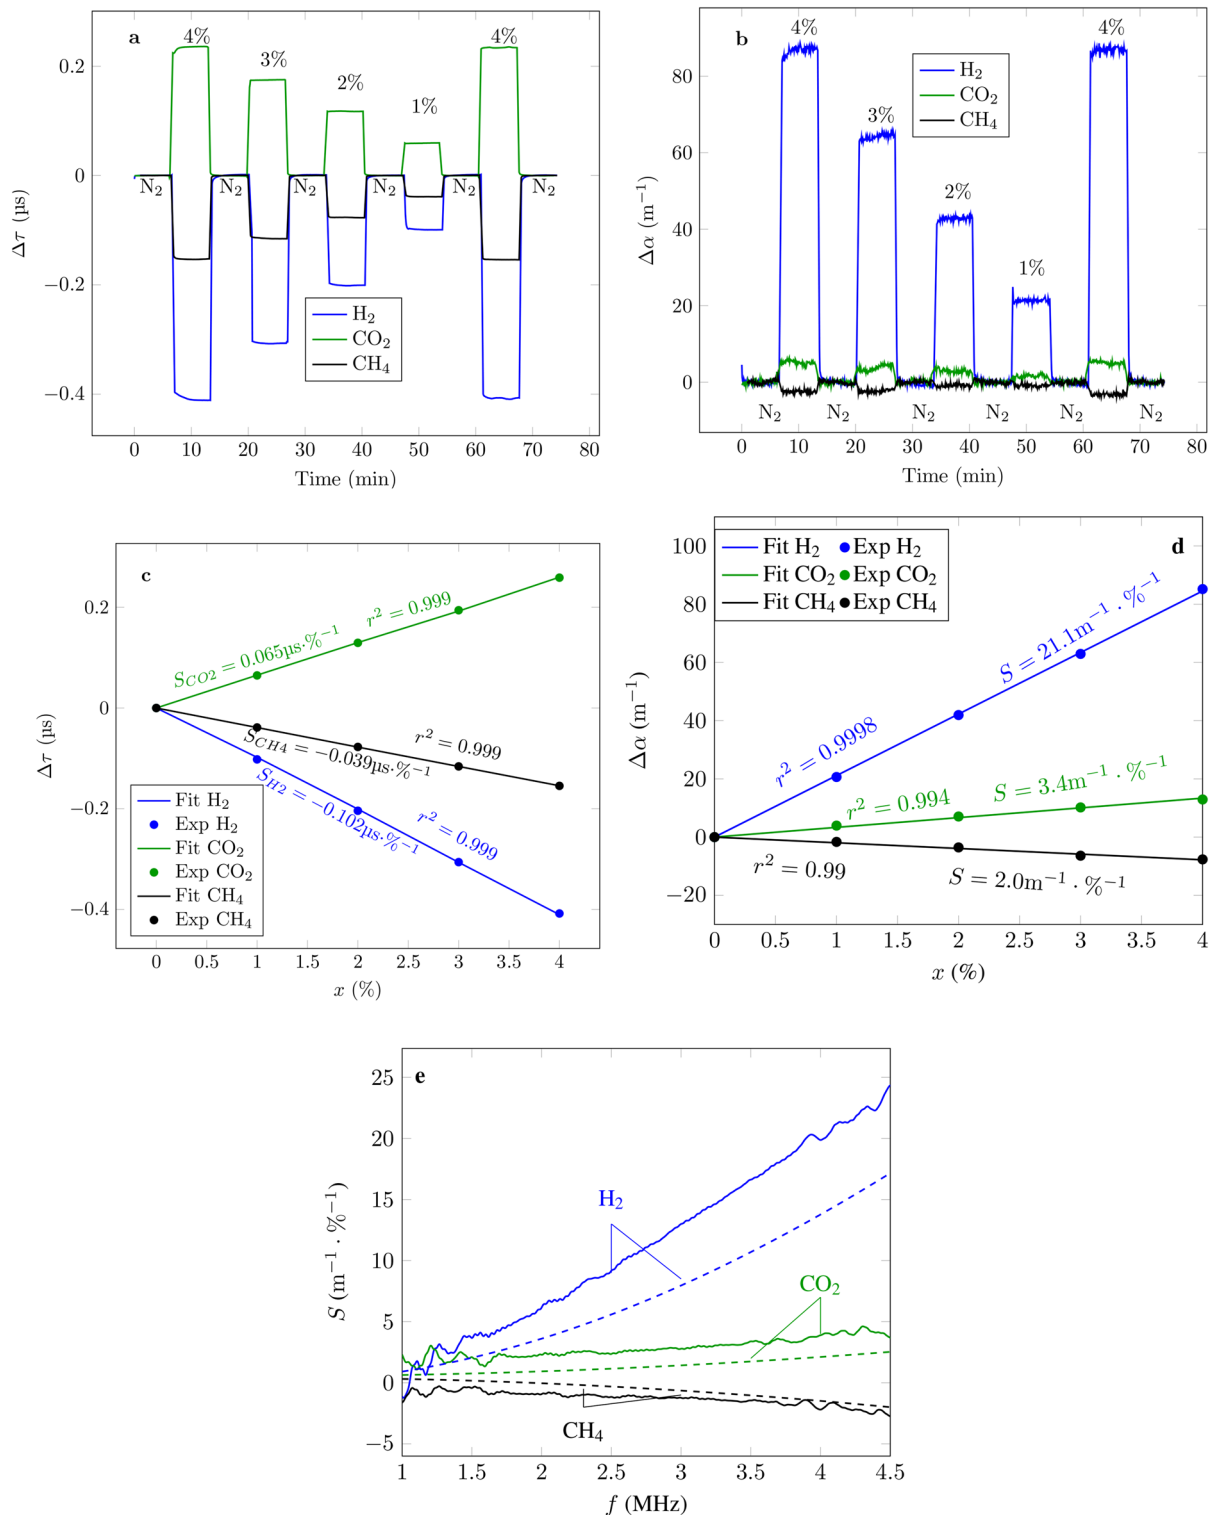 a
4%
3%
2%
1%
4%
0.2
0
−0.2
−0.4
N2
N2
N2
N2
N2
N2
H2
CO2
CH4
0 10 20 30 40 50 60 70 80
Time (min)
Δτ (µs)
b
4%
3%
2%
1%
4%
80
60
40
20
0
H2
CO2
CH4
N2
N2
N2
N2
N2
N2
0 10 20 30 40 50 60 70 80
Time (min)
Δα (m−1)
c
0.2
0
−0.2
−0.4
SCO2 = 0.065µs·%−1
r2 = 0.999
SCH4 = −0.039µs·%−1
r2 = 0.999
SH2 = −0.102µs·%−1
r2 = 0.999
Fit H2
Exp H2
Fit CO2
Exp CO2
Fit CH4
Exp CH4
0 0.5 1 1.5 2 2.5 3 3.5 4
x (%)
Δτ (µs)
d
100
80
60
40
20
0
−20
Fit H2 Exp H2
Fit CO2 Exp CO2
Fit CH4 Exp CH4
S = 21.1m−1 · %−1
r2 = 0.9998
S = 3.4m−1 · %−1
r2 = 0.994
r2 = 0.99
S = 2.0m−1 · %−1
0 0.5 1 1.5 2 2.5 3 3.5 4
x (%)
Δα (m−1)
e
25
20
15
10
5
0
−5
H2
CO2
CH4
1 1.5 2 2.5 3 3.5 4 4.5
f (MHz)
S (m−1 · %−1)